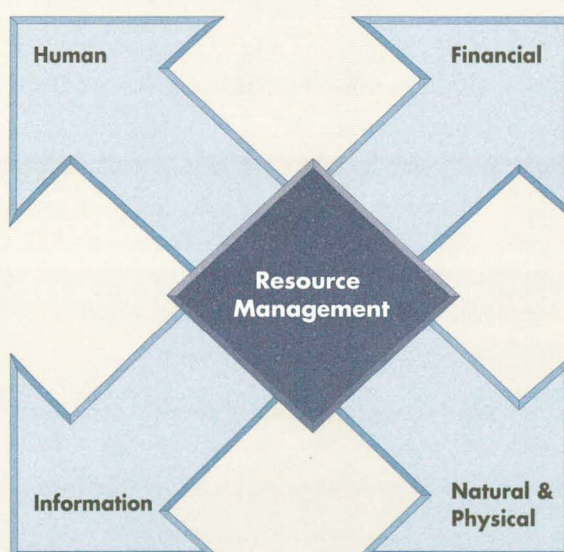 Human
Financial
Resource
Management
Information
Natural &
Physical